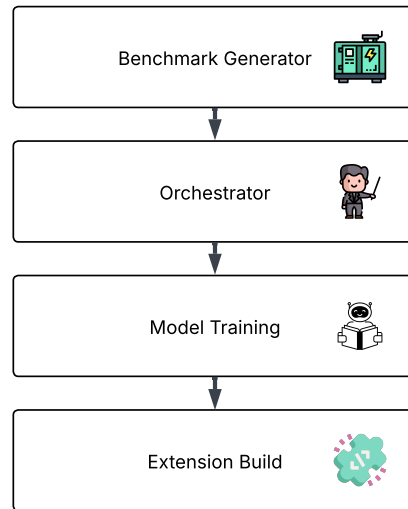 Benchmark Generator
Orchestrator
Model Training
Extension Build